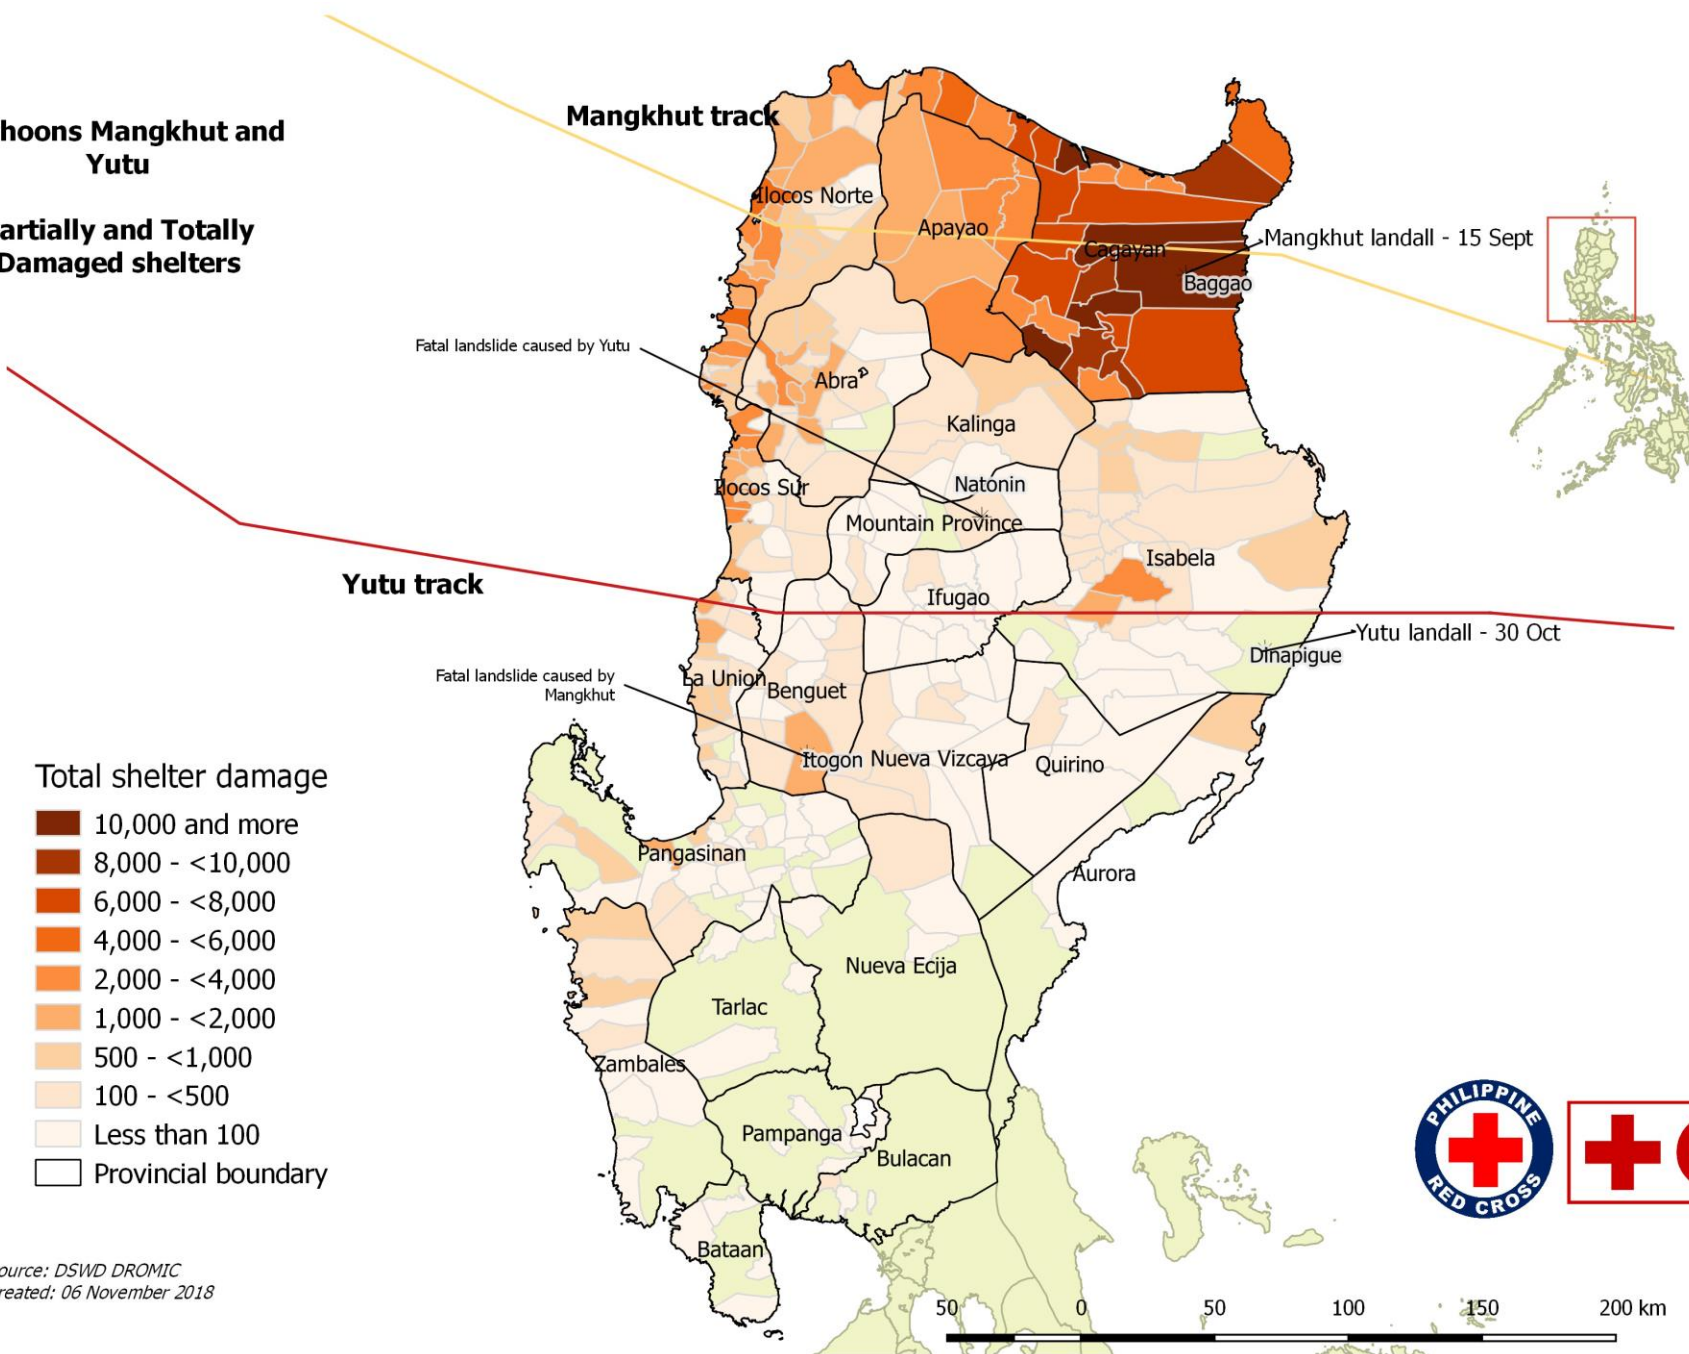 hoons Mangkhut and
Yutu
artially and Totally
Damaged shelters
Mangkhut track
Ilocos Norte
Apayao
Cagayan
Mangkhut landall - 15 Sept
Baggao
Fatal landslide caused by Yutu
Abra
Kalinga
Ilocos Sur
Natonin
Mountain Province
Isabela
Yutu track
Ifugao
Yutu landall - 30 Oct
Dinapigue
Fatal landslide caused by
Mangkhut
La Union
Benguet
Itogon
Nueva Vizcaya
Quirino
Pangasinan
Aurora
Nueva Ecija
Tarlac
Zambales
Pampanga
Bulacan
Bataan
Total shelter damage
10,000 and more
8,000 - <10,000
6,000 - <8,000
4,000 - <6,000
2,000 - <4,000
1,000 - <2,000
500 - <1,000
100 - <500
Less than 100
Provincial boundary
PHILIPPINE
RED CROSS
ource: DSWD DROMIC
reated: 06 November 2018
50 0 50 100 150 200 km